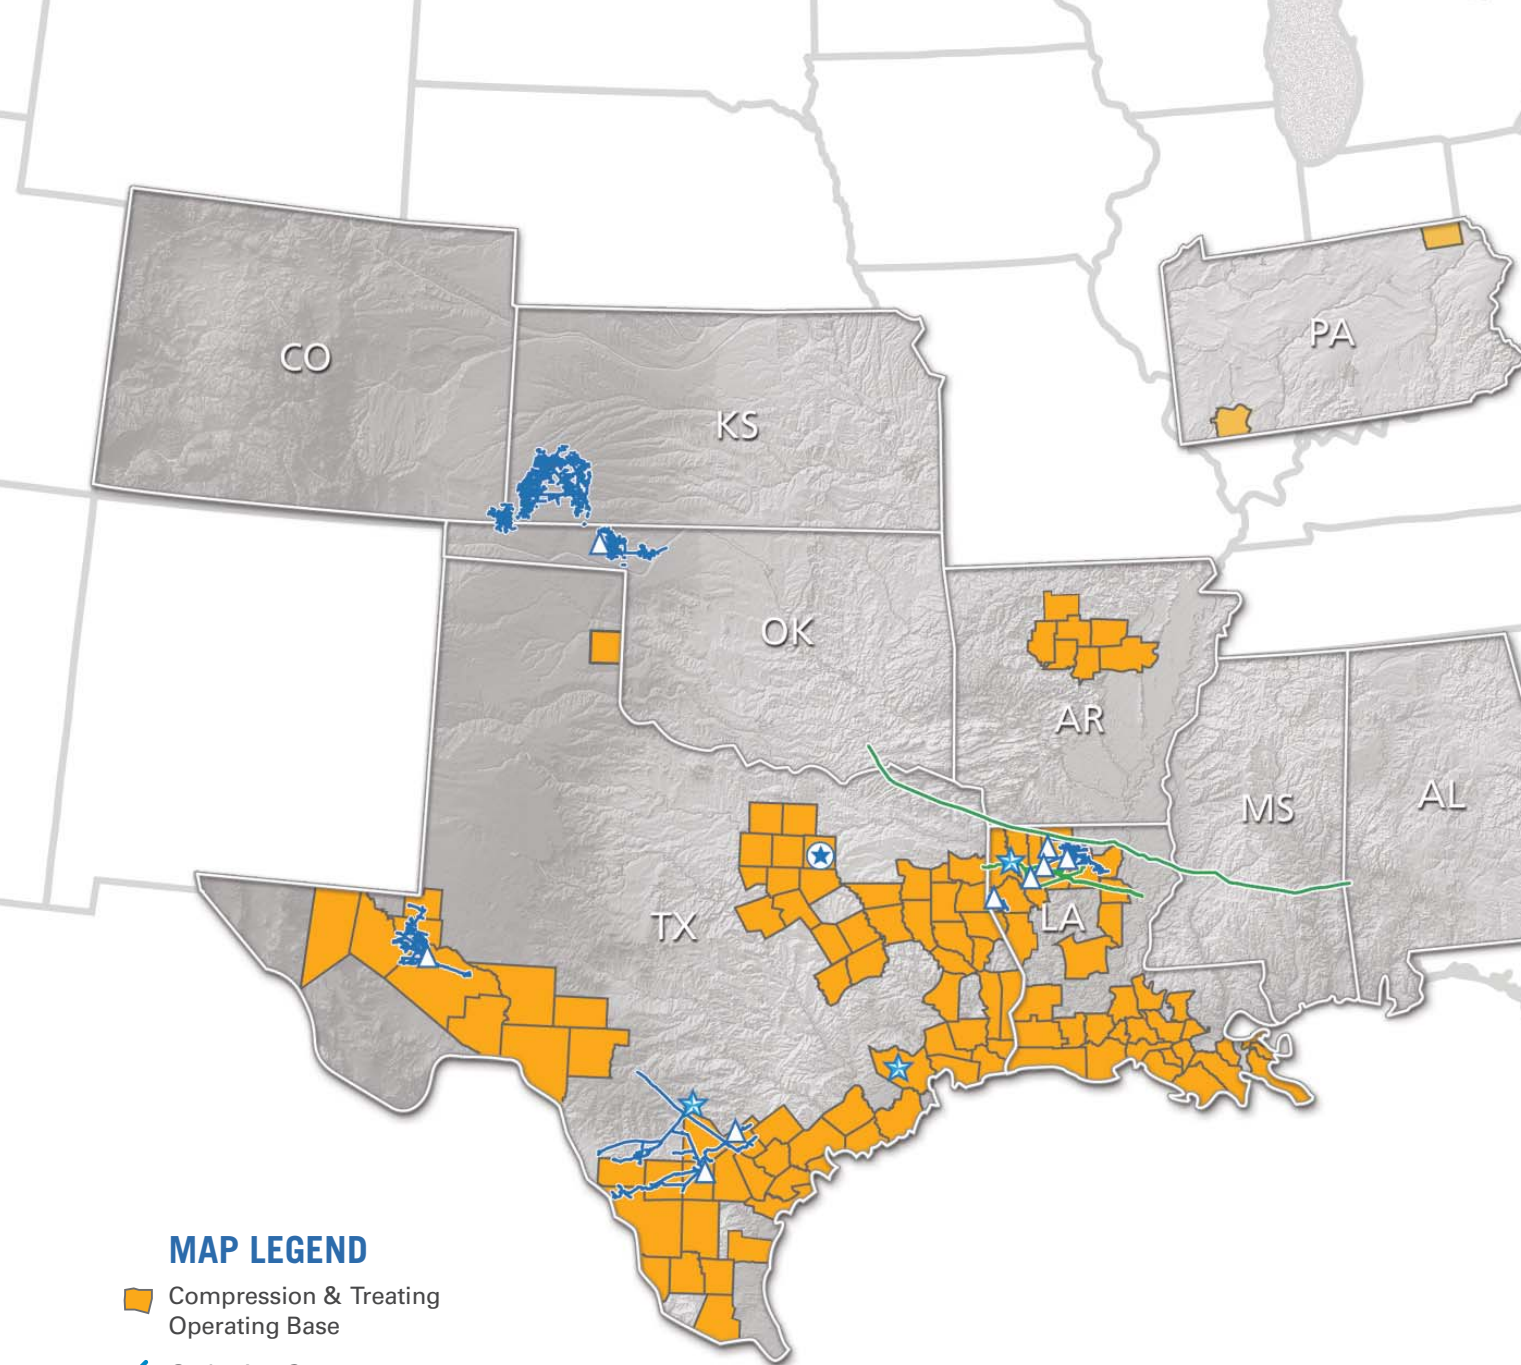 CO
KS
PA
OK
AR
MS
AL
TX
LA
MAP LEGEND
Compression & Treating
Operating Base